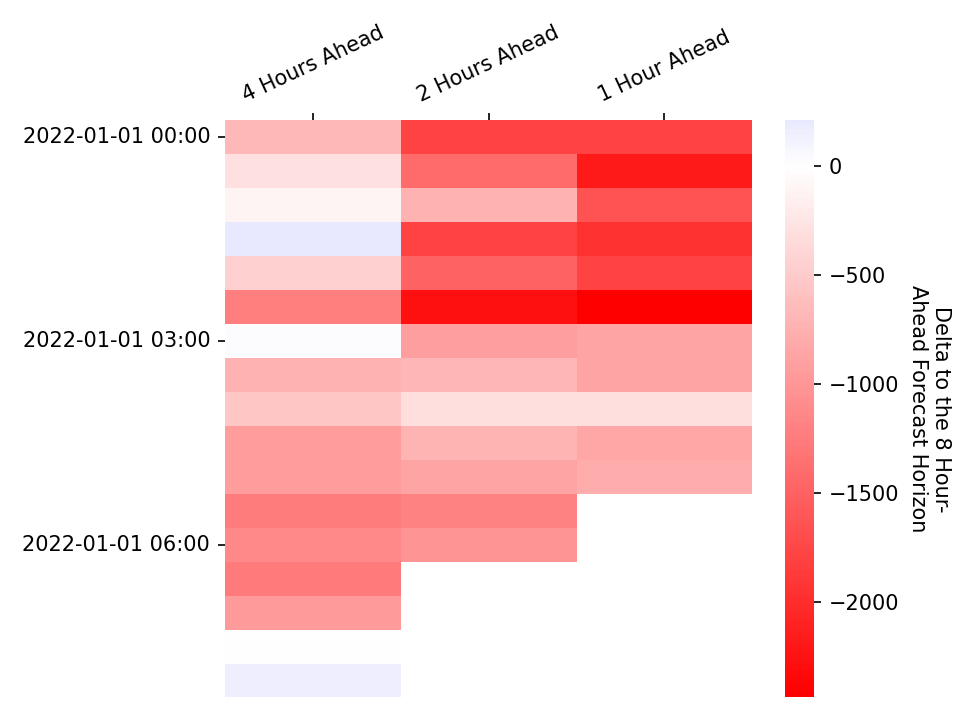 4 Hours Ahead
2 Hours Ahead
1 Hour Ahead
2022-01-01 00:00
2022-01-01 03:00
2022-01-01 06:00
0
−500
−1000
−1500
−2000
Delta to the 8 Hour-
Ahead Forecast Horizon